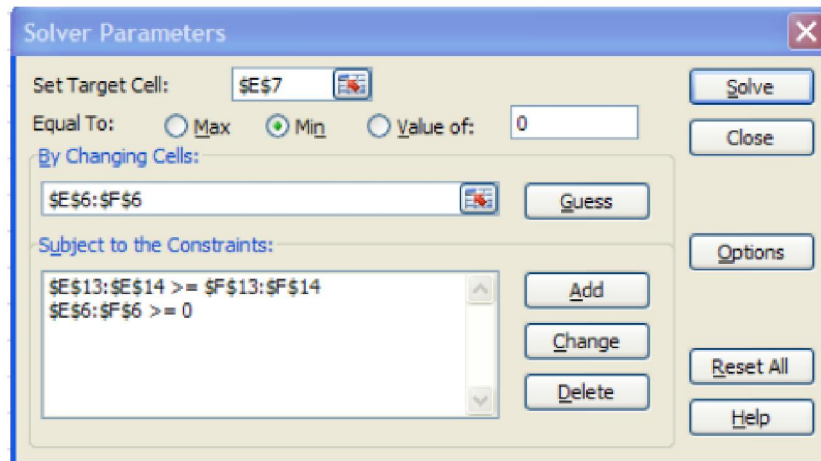 Solver Parameters
Set Target Cell: $E$7 Solve
Equal To: Max Min Value of: 0 Close
By Changing Cells:
$E$6:$F$6 Guess
Subject to the Constraints: Options
$E$13:$E$14 >= $F$13:$F$14 Add
$E$6:$F$6 >= 0
Change
Reset All
Delete
Help